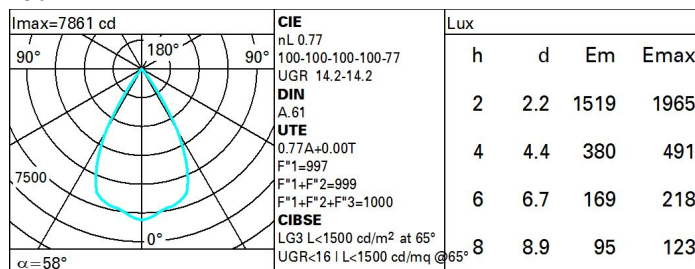 Imax=7861 cd
90° 180° 90°
7500
0°
α=58°
CIE
nL 0.77
100-100-100-100-77
UGR 14.2-14.2
DIN
A.61
UTE
0.77A+0.00T
F"1=997
F"1+F"2=999
F"1+F"2+F"3=1000
CIBSE
LG3 L<1500 cd/m² at 65°
UGR<16 | L<1500 cd/mq @65°
Lux
h d Em Emax
2 2.2 1519 1965
4 4.4 380 491
6 6.7 169 218
8 8.9 95 123